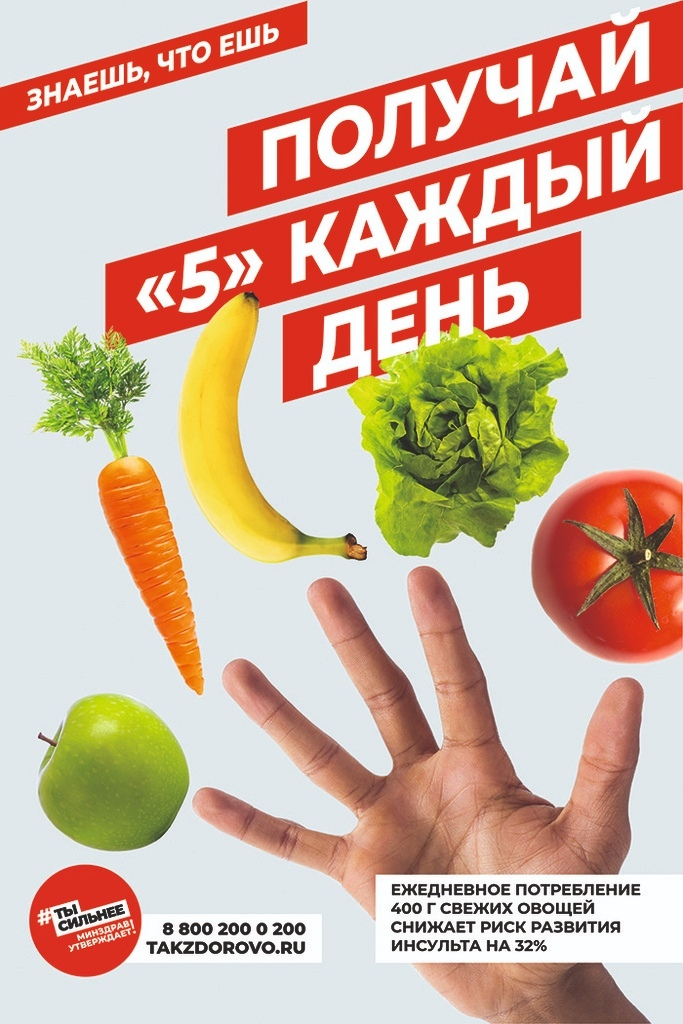 ЗНАЕШЬ, ЧТО ЕШЬ
ПОЛУЧАЙ
«5» КАЖДЫЙ
ДЕНЬ
#ТЫ
СИЛЬНЕЕ
МИНЗДРАВ
УТВЕРЖДАЕТ!
8 800 200 0 200
TAKZDOROVO.RU
ЕЖЕДНЕВНОЕ ПОТРЕБЛЕНИЕ
400 Г СВЕЖИХ ОВОЩЕЙ
СНИЖАЕТ РИСК РАЗВИТИЯ
ИНСУЛЬТА НА 32%